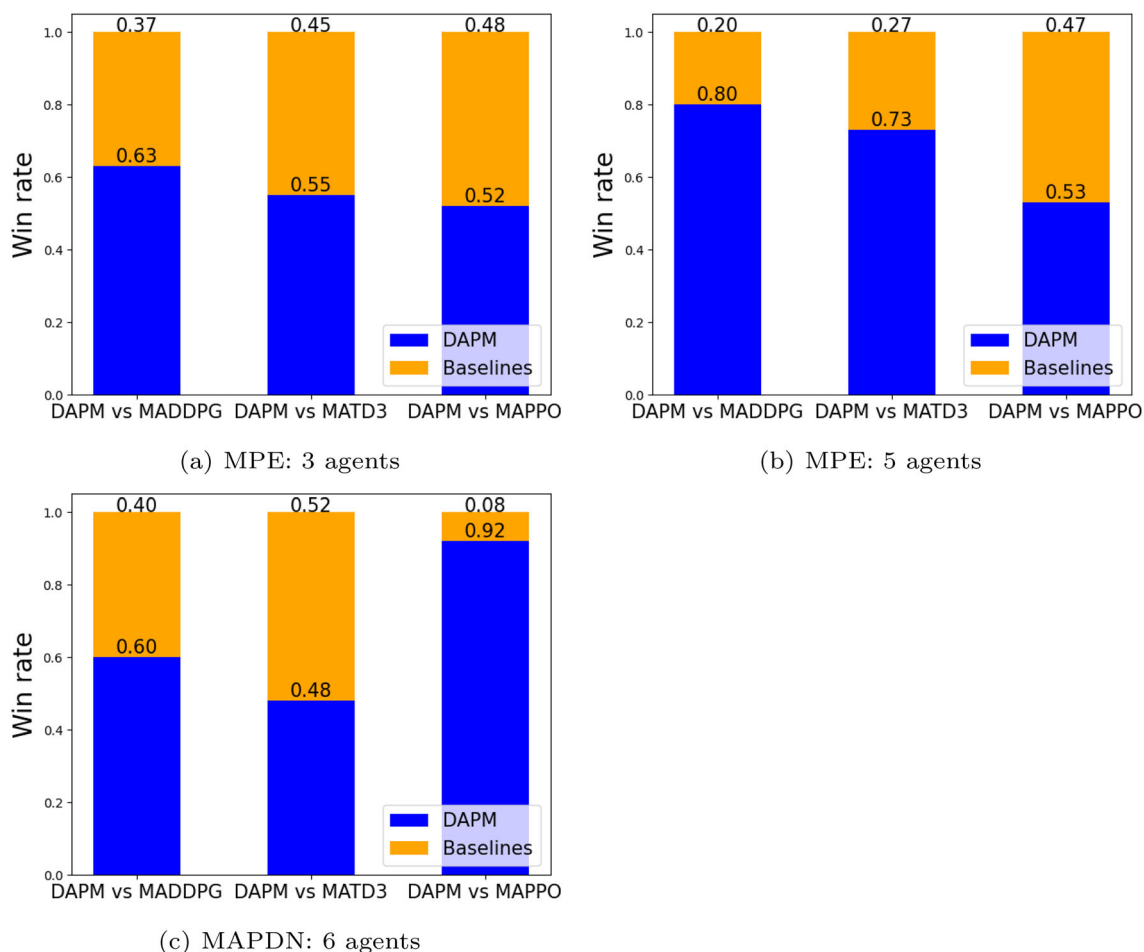 0.37 0.45 0.48
1.0
0.8
0.63
0.55
0.52
0.6
0.4
0.2
0.0
Win rate
DAPM
Baselines
DAPM vs MADDPG DAPM vs MATD3 DAPM vs MAPPO
(a) MPE: 3 agents
0.20 0.27 0.47
1.0
0.80
0.73
0.53
0.8
0.6
0.4
0.2
0.0
Win rate
DAPM
Baselines
DAPM vs MADDPG DAPM vs MATD3 DAPM vs MAPPO
(b) MPE: 5 agents
0.40 0.52 0.08
1.0
0.92
0.8
0.60
0.48
0.6
0.4
0.2
0.0
Win rate
DAPM
Baselines
DAPM vs MADDPG DAPM vs MATD3 DAPM vs MAPPO
(c) MAPDN: 6 agents